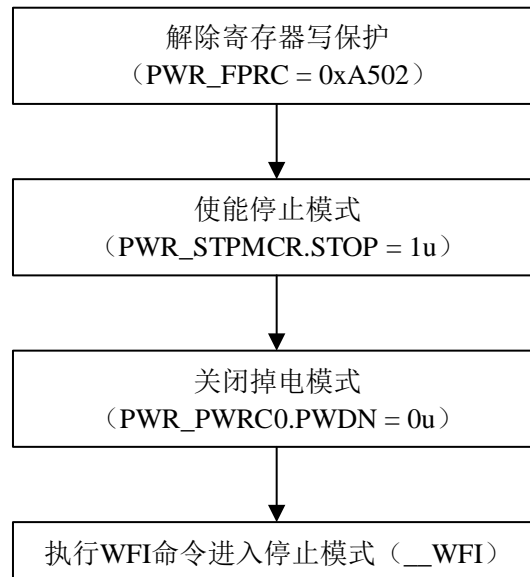 解除寄存器写保护
（PWR_FPRC = 0xA502）
使能停止模式
（PWR_STPMCR.STOP = 1u）
关闭掉电模式
（PWR_PWRC0.PWDN = 0u）
执行WFI命令进入停止模式（__WFI）